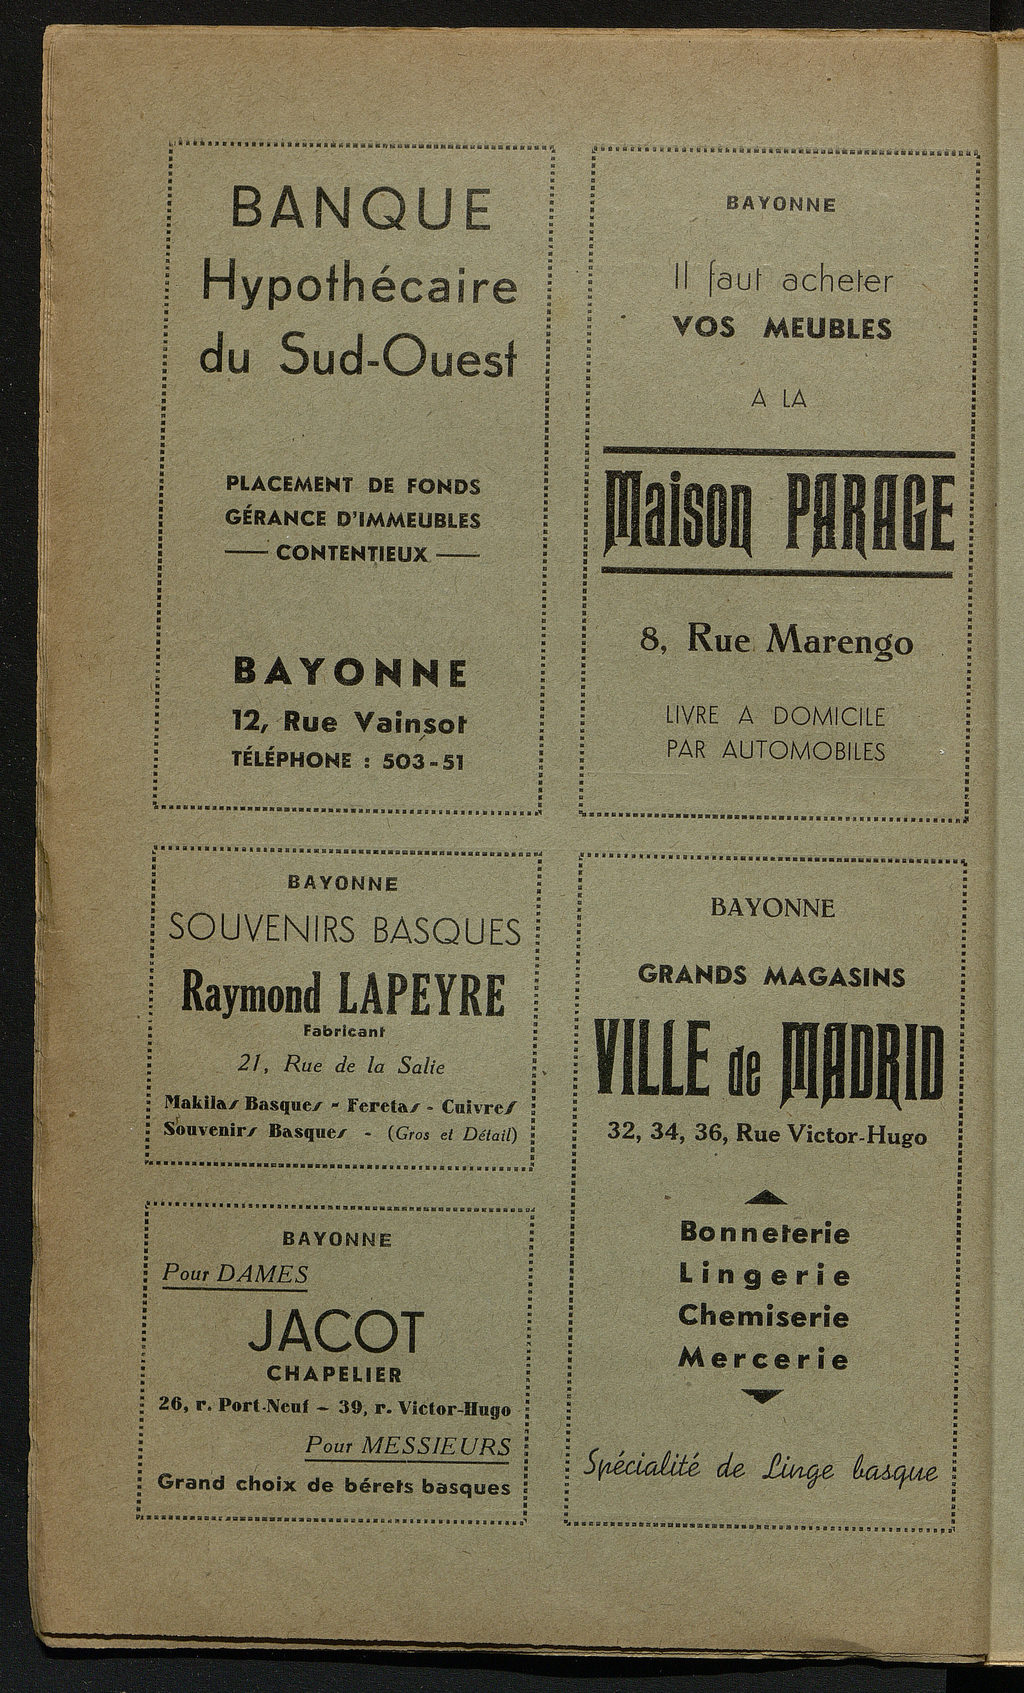 BANQUE
Hypothécaire
du Sud-Ouest
PLACEMENT DE FONDS
GÉRANCE D'IMMEUBLES
— CONTENTIEUX —
BAYONNE
12, Rue Vainsot
TÉLÉPHONE : 503-51
BAYONNE
Il faut acheter
VOS MEUBLES
A LA
Maison PARAGE
8, Rue Marengo
LIVRE A DOMICILE
PAR AUTOMOBILES
BAYONNE
SOUVENIRS BASQUES
Raymond LAPEYRE
Fabricant
21, Rue de la Salie
Makilas Basques - Feretas - Cuivres
Souvenirs Basques - (Gros et Détail)
BAYONNE
Pour DAMES
JACOT
CHAPELIER
26, r. Port-Neuf - 39, r. Victor-Hugo
Pour MESSIEURS
Grand choix de bérets basques
BAYONNE
GRANDS MAGASINS
VILLE de MADRID
32, 34, 36, Rue Victor-Hugo
Bonneterie
Lingerie
Chemiserie
Mercerie
Spécialité de Linge basque